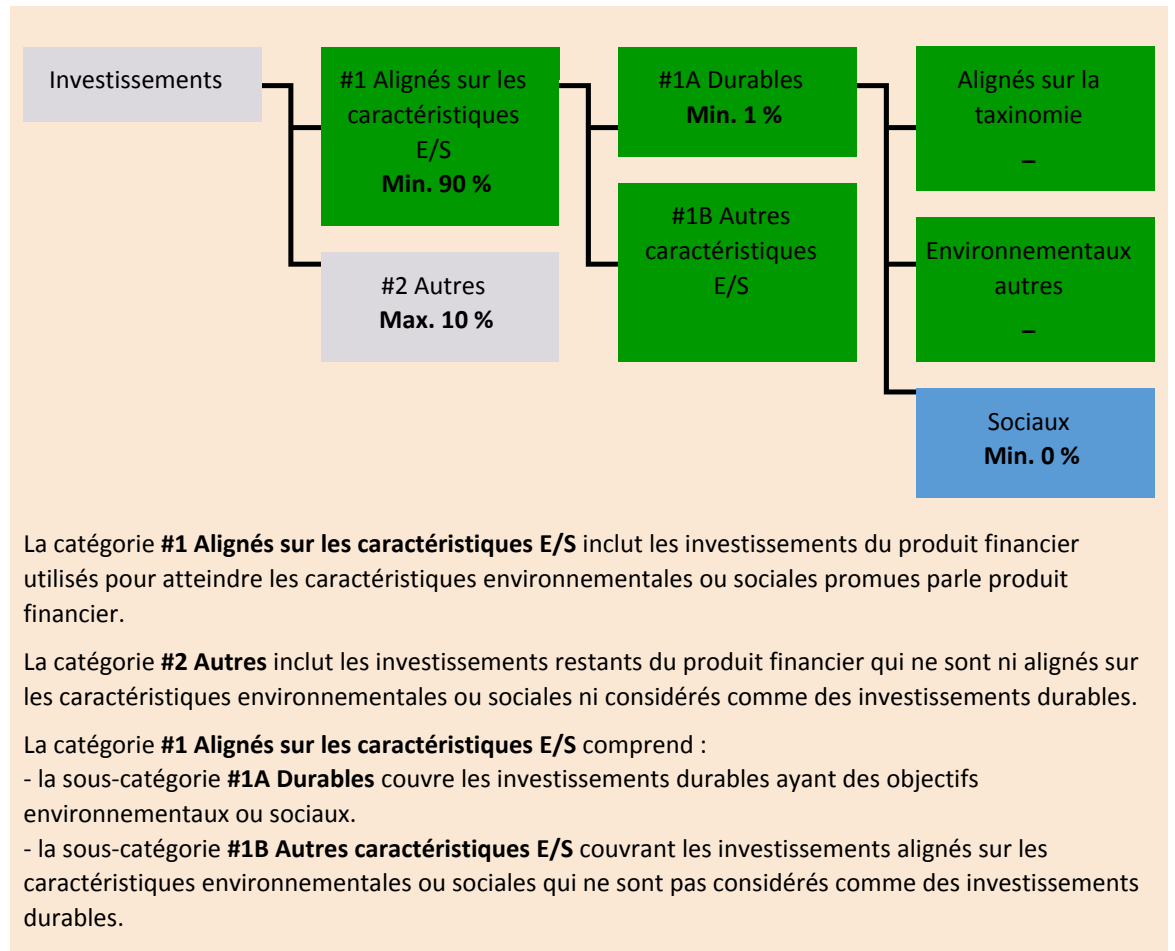 Investissements
#1 Alignés sur les
caractéristiques
E/S
Min. 90 %
#2 Autres
Max. 10 %
#1A Durables
Min. 1 %
#1B Autres
caractéristiques
E/S
Alignés sur la
taxinomie
–
Environnementaux
autres
–
Sociaux
Min. 0 %
La catégorie #1 Alignés sur les caractéristiques E/S inclut les investissements du produit financier
utilisés pour atteindre les caractéristiques environnementales ou sociales promues parle produit
financier.
La catégorie #2 Autres inclut les investissements restants du produit financier qui ne sont ni alignés sur
les caractéristiques environnementales ou sociales ni considérés comme des investissements durables.
La catégorie #1 Alignés sur les caractéristiques E/S comprend :
- la sous-catégorie #1A Durables couvre les investissements durables ayant des objectifs
environnementaux ou sociaux.
- la sous-catégorie #1B Autres caractéristiques E/S couvrant les investissements alignés sur les
caractéristiques environnementales ou sociales qui ne sont pas considérés comme des investissements
durables.